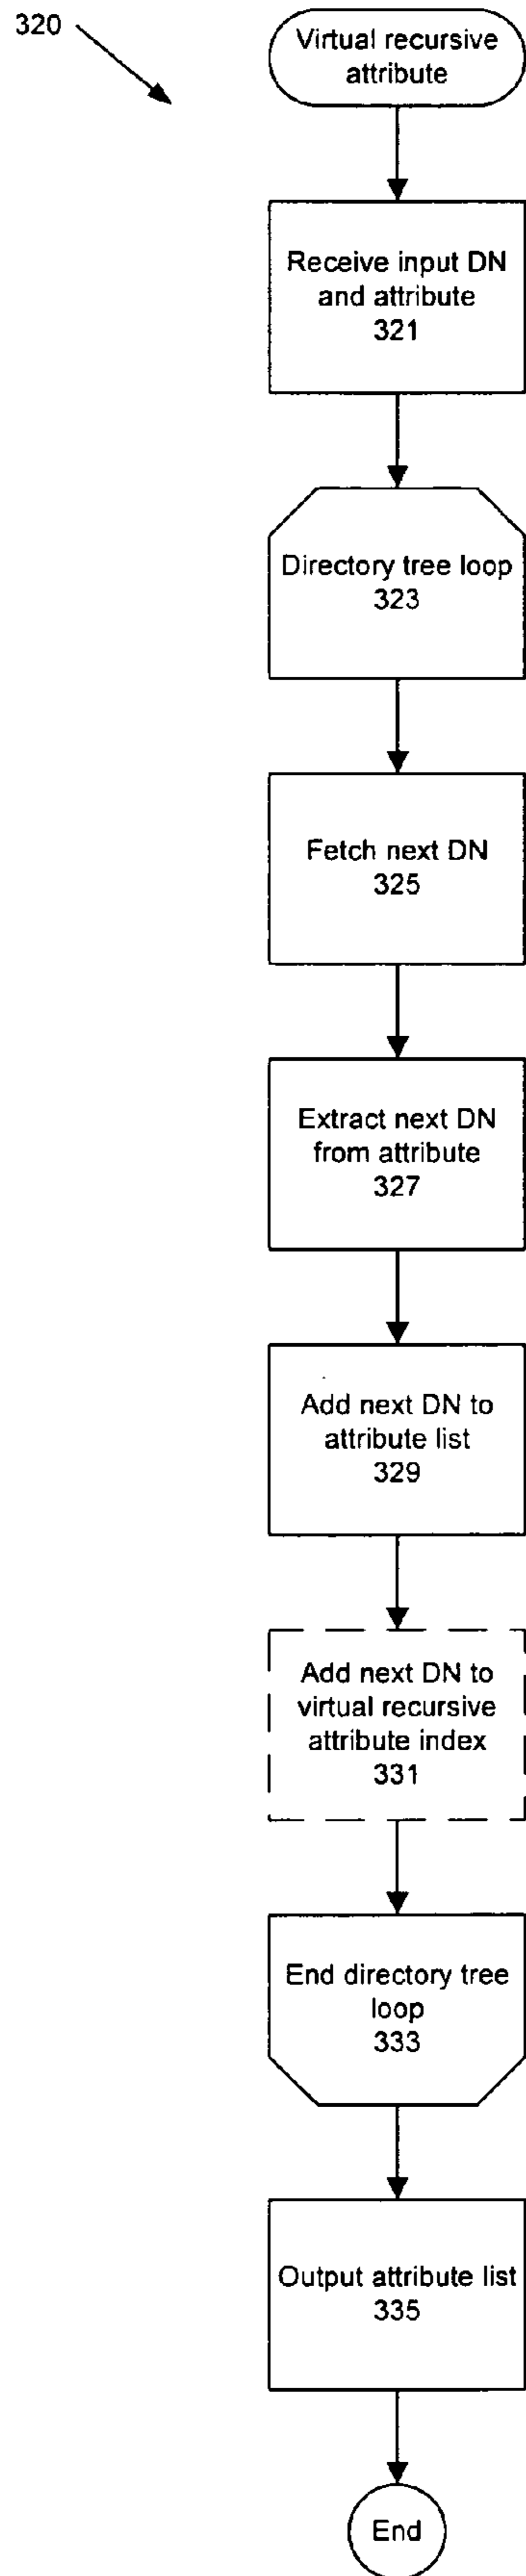 320
Virtual recursive
attribute
Receive input DN
and attribute
321
Directory tree loop
323
Fetch next DN
325
Extract next DN
from attribute
327
Add next DN to
attribute list
329
Add next DN to
virtual recursive
attribute index
331
End directory tree
loop
333
Output attribute list
335
End